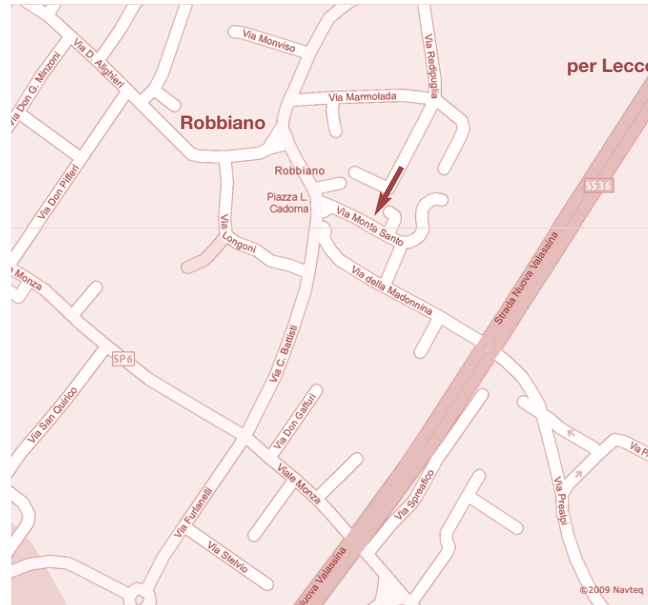 Via Monviso
Via D. Alighieri
Via Redipuglia
per Lecco
Via Don G. Minzoni
Via Marmolada
Robbiano
Robbiano
SS36
Via Don Pifferi
Piazza L.
Cadorna
Via Monte Santo
Via Longoni
Strada Nuova Valassina
Monza
Via della Madonnina
SP6
Via C. Battisti
Via San Quirico
Via Don Gaffuri
Viale Monza
Via Spreafico
Via Prealpi
Via Furlanelli
Via Stelvio
Nuova Valassina
©2009 Navteq